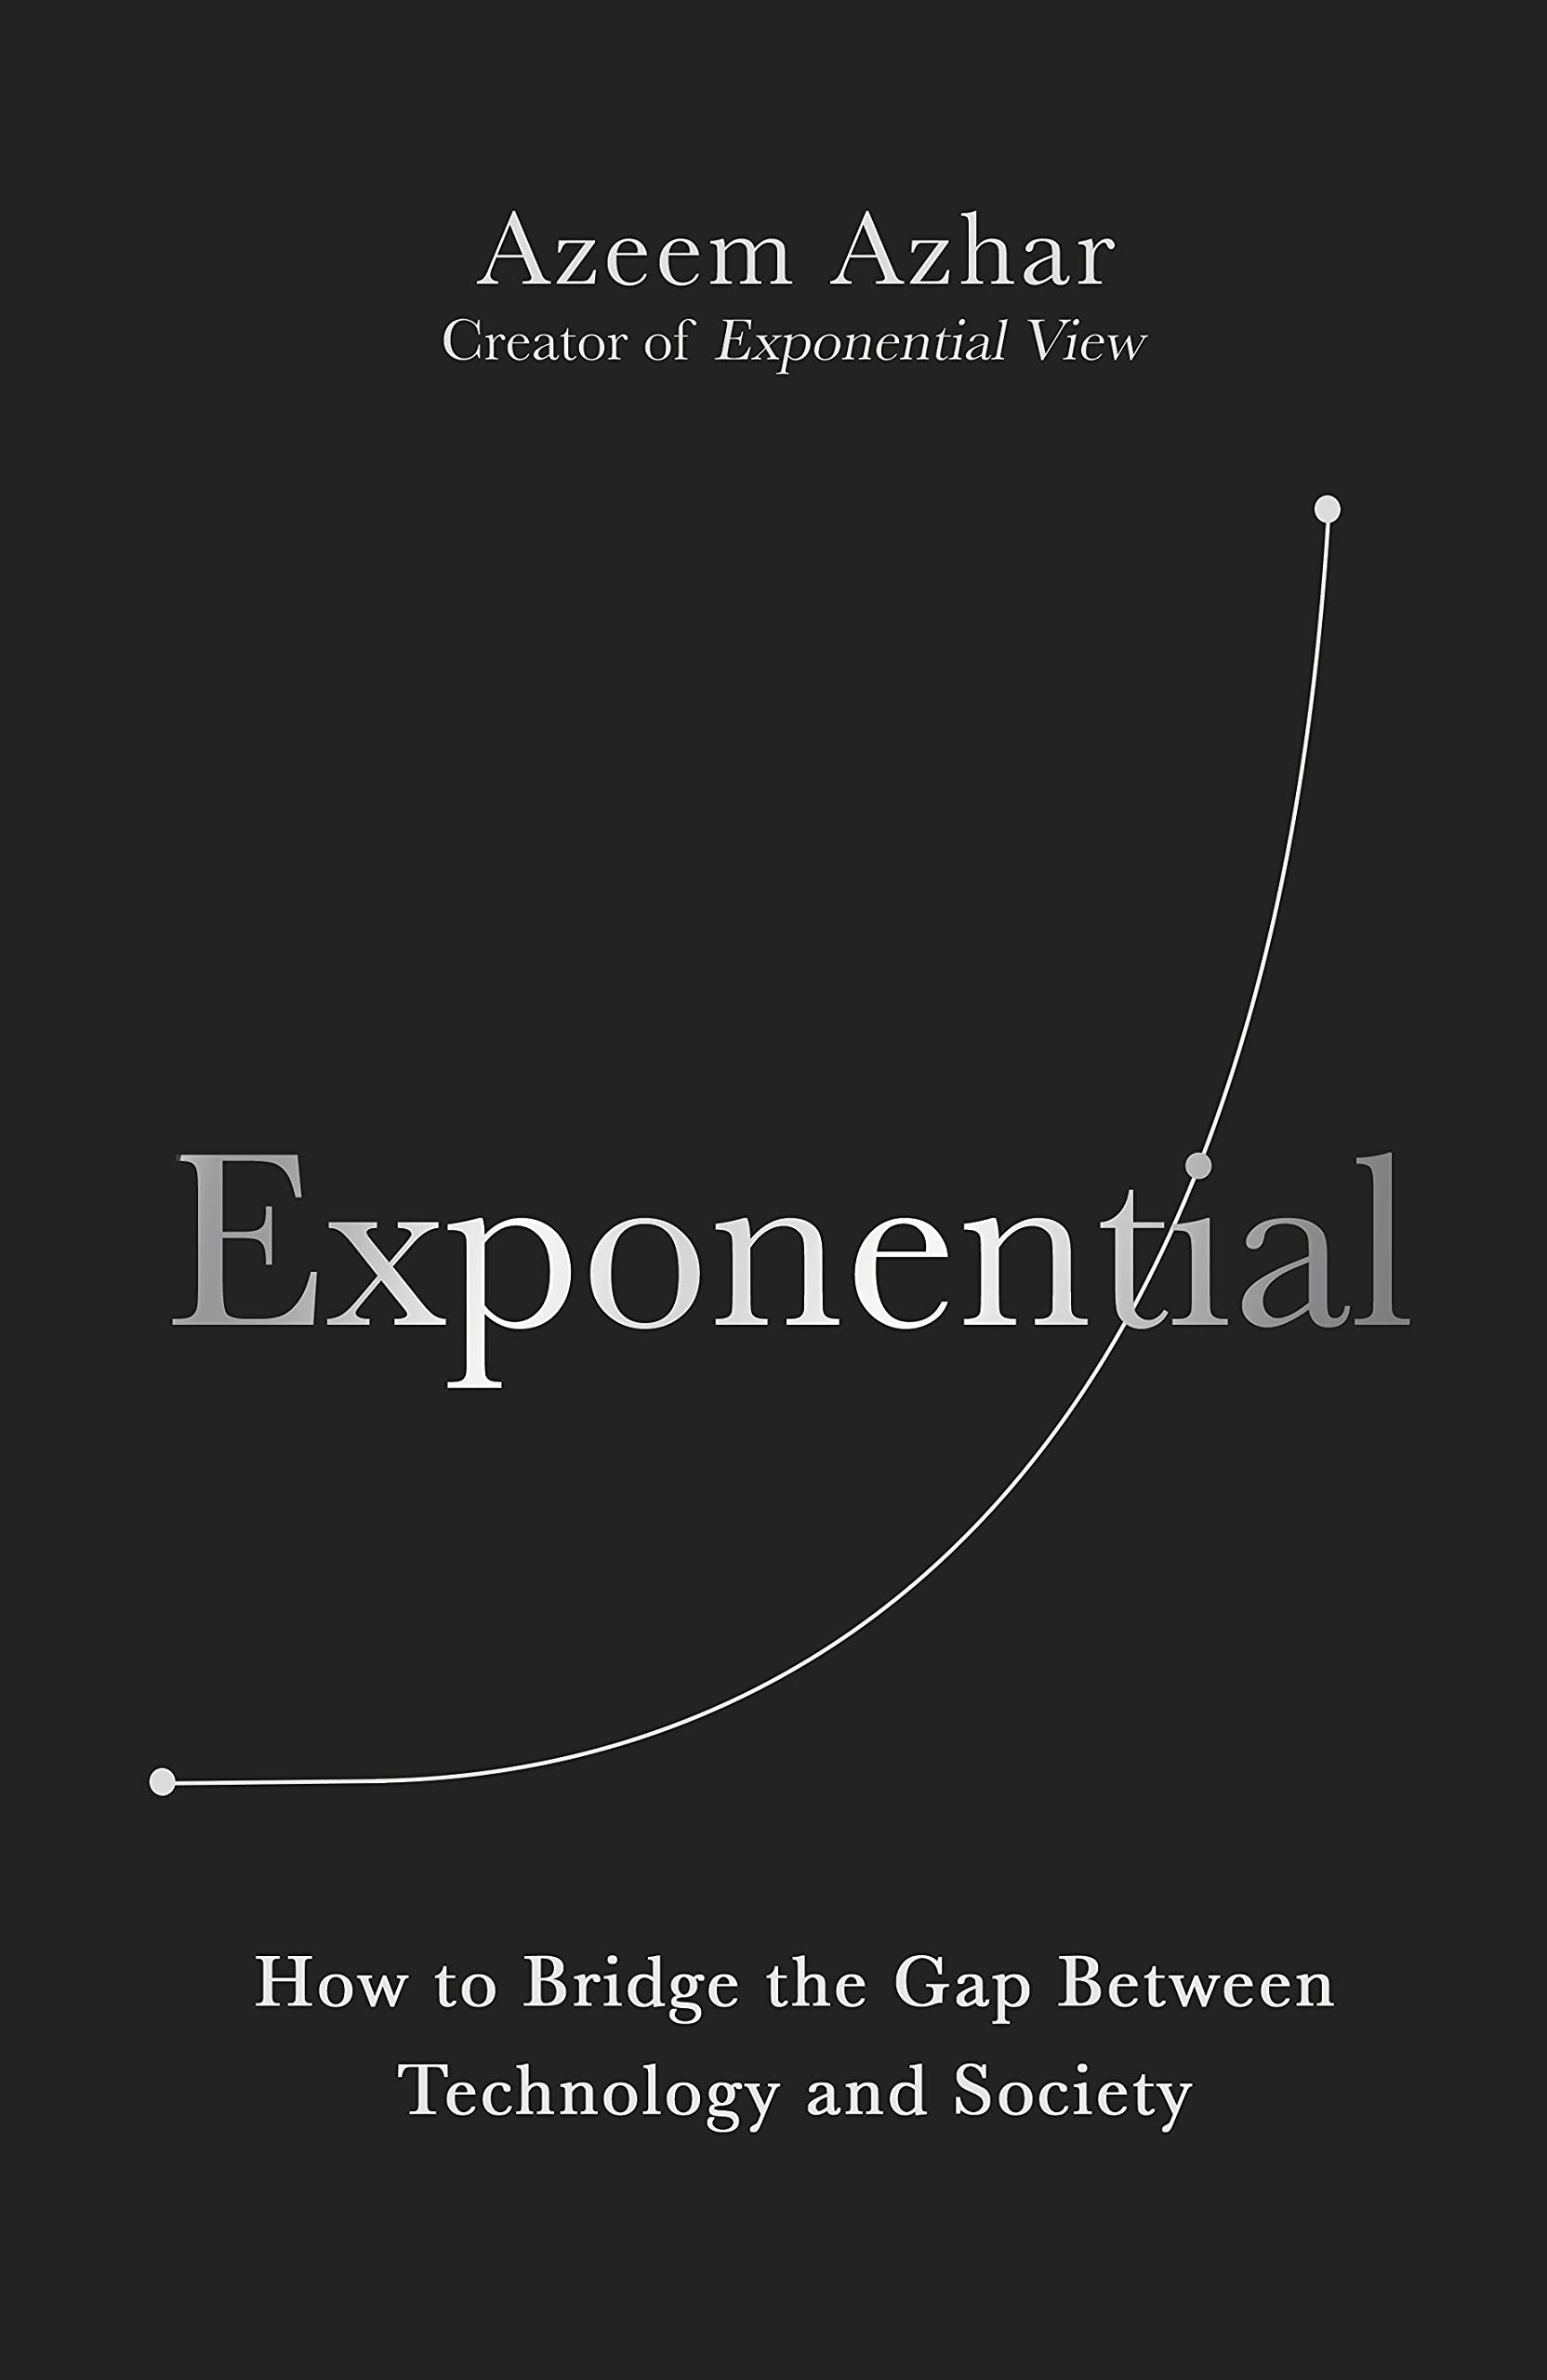 Azeem Azhar
Creator of Exponential View
Exponential
How to Bridge the Gap Between
Technology and Society